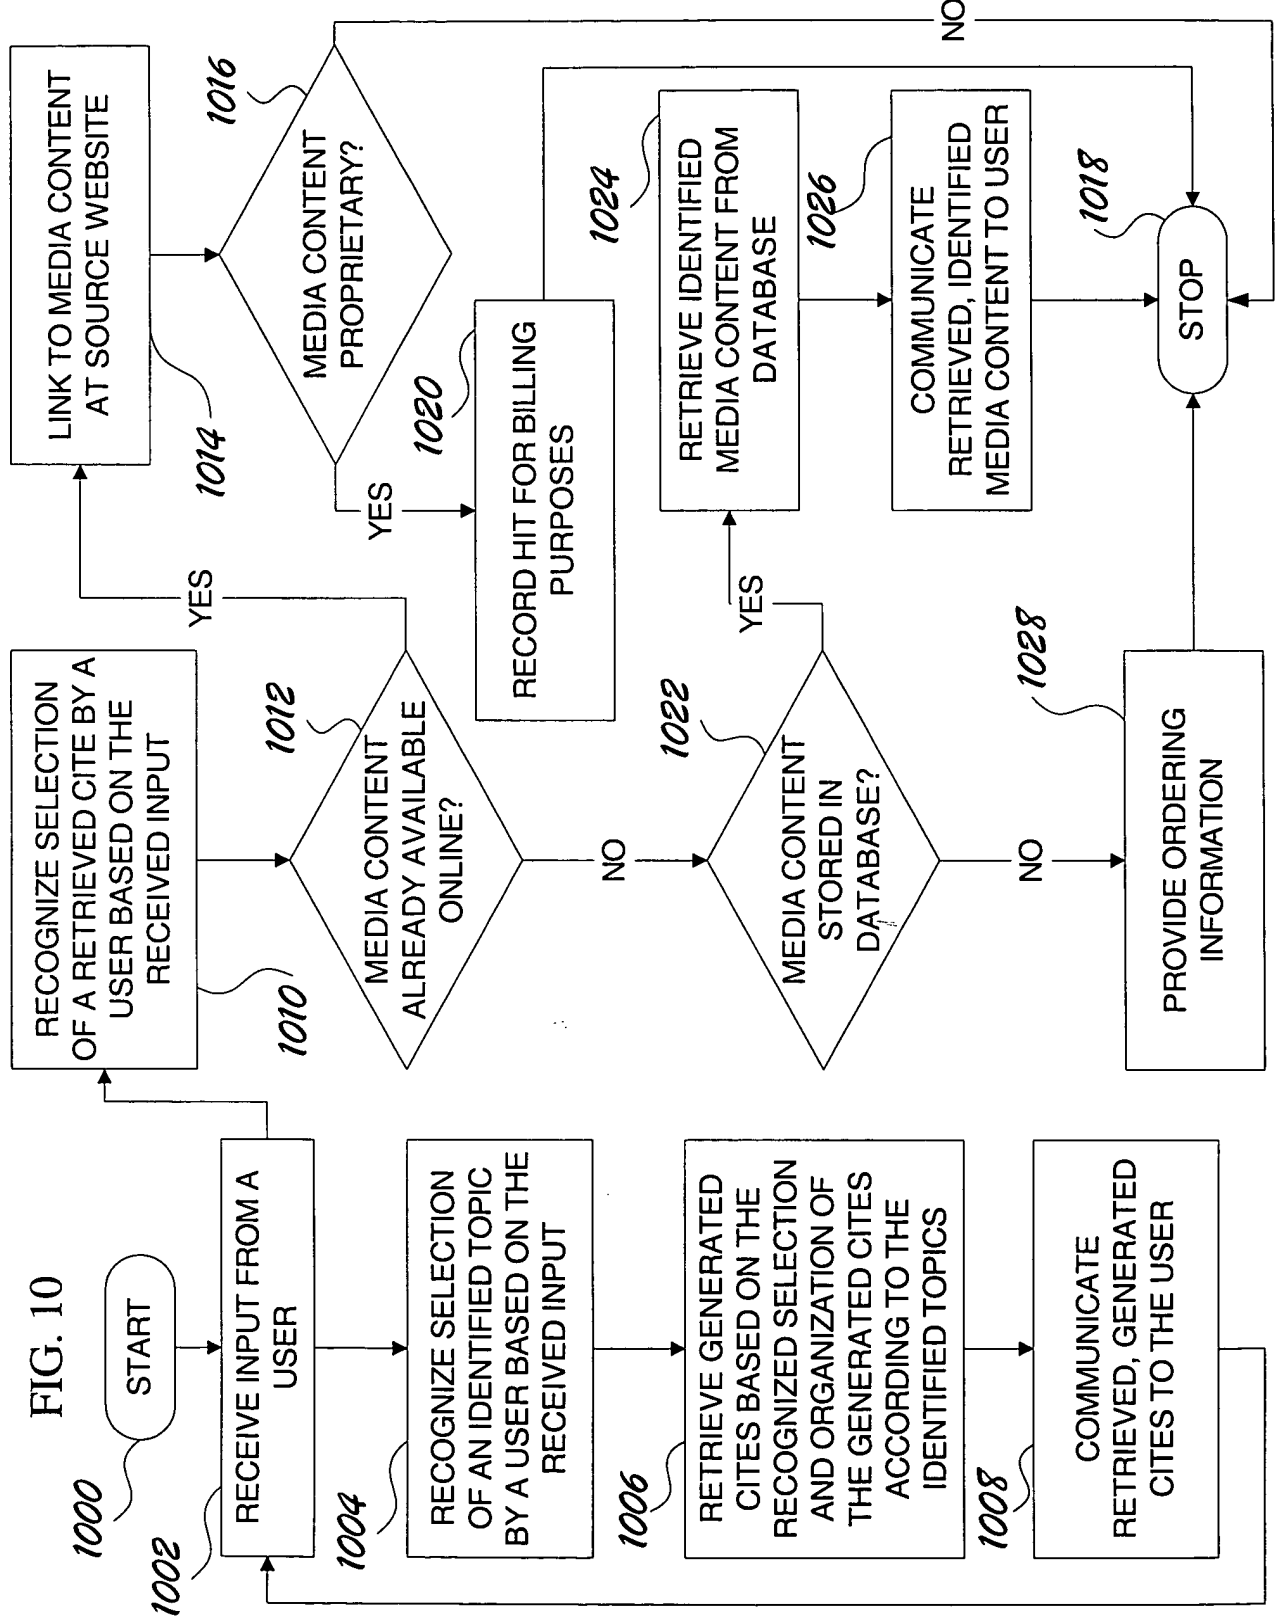 FIG. 10
1000
START
1002
RECEIVE INPUT FROM A
USER
1004
RECOGNIZE SELECTION
OF AN IDENTIFIED TOPIC
BY A USER BASED ON THE
RECEIVED INPUT
1006
RETRIEVE GENERATED
CITES BASED ON THE
RECOGNIZED SELECTION
AND ORGANIZATION OF
THE GENERATED CITES
ACCORDING TO THE
IDENTIFIED TOPICS
1008
COMMUNICATE
RETRIEVED, GENERATED
CITES TO THE USER
RECOGNIZE SELECTION
OF A RETRIEVED CITE BY A
USER BASED ON THE
RECEIVED INPUT
1010
1012
MEDIA CONTENT
ALREADY AVAILABLE
ONLINE?
YES
NO
1022
MEDIA CONTENT
STORED IN
DATABASE?
YES
NO
1028
PROVIDE ORDERING
INFORMATION
LINK TO MEDIA CONTENT
AT SOURCE WEBSITE
1014
1016
MEDIA CONTENT
PROPRIETARY?
YES
NO
1020
RECORD HIT FOR BILLING
PURPOSES
1024
RETRIEVE IDENTIFIED
MEDIA CONTENT FROM
DATABASE
1026
COMMUNICATE
RETRIEVED, IDENTIFIED
MEDIA CONTENT TO USER
1018
STOP